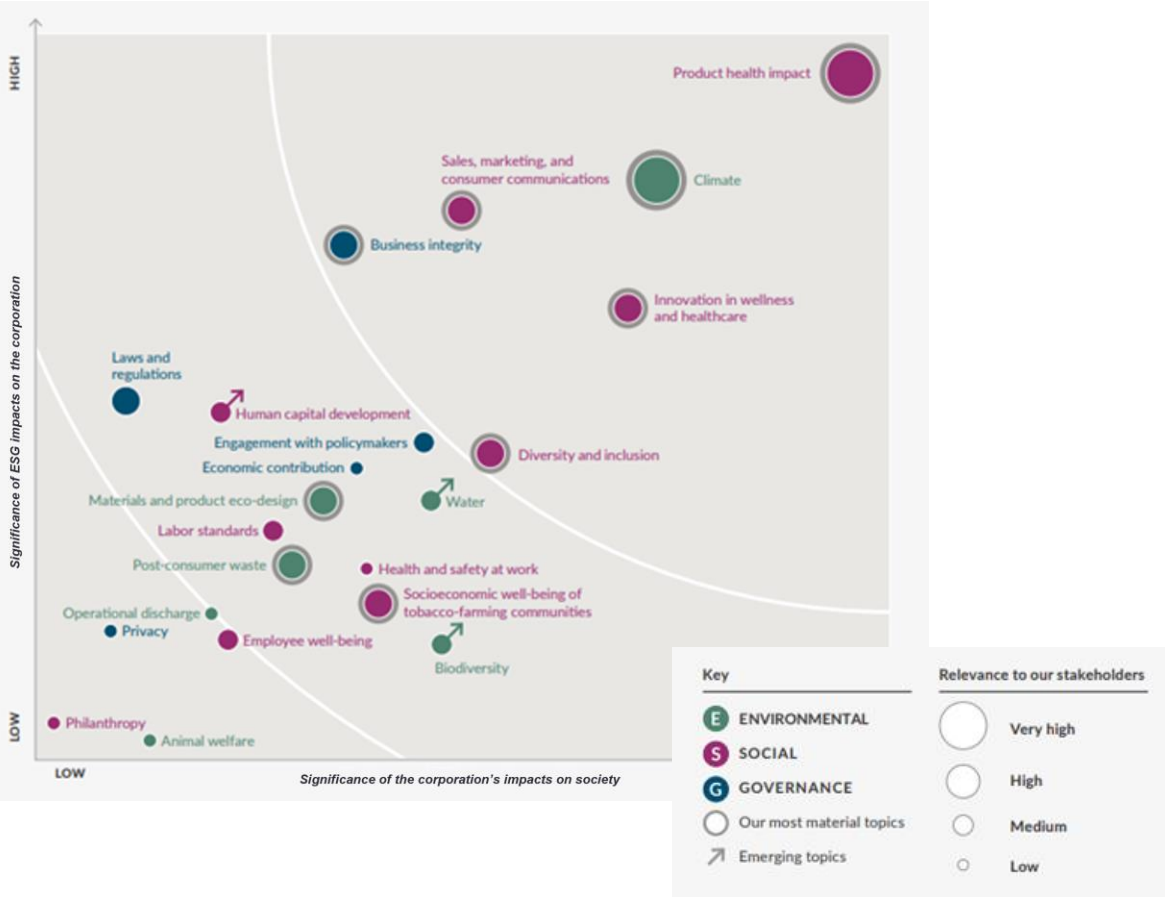 HIGH
Significance of ESG impacts on the corporation
LOW
Product health impact
Sales, marketing, and
consumer communications
Climate
Business integrity
Innovation in wellness
and healthcare
Laws and
regulations
Human capital development
Engagement with policymakers
Diversity and inclusion
Economic contribution
Materials and product eco-design
Water
Labor standards
Post-consumer waste
Health and safety at work
Socioeconomic well-being of
tobacco-farming communities
Operational discharge
Privacy
Employee well-being
Biodiversity
Philanthropy
Animal welfare
LOW
Significance of the corporation's impacts on society
Key
E ENVIRONMENTAL
S SOCIAL
G GOVERNANCE
Our most material topics
Emerging topics
Relevance to our stakeholders
Very high
High
Medium
Low